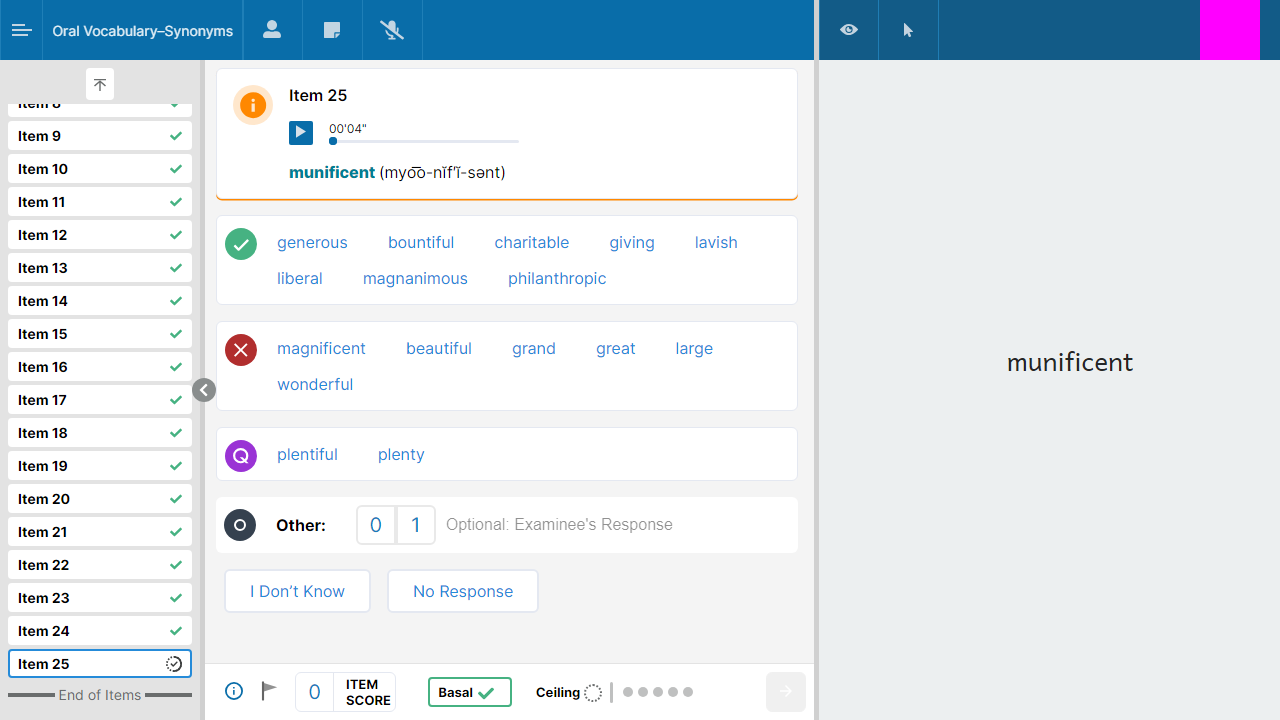 Oral Vocabulary–Synonyms
Item 8
Item 9
Item 10
Item 11
Item 12
Item 13
Item 14
Item 15
Item 16
Item 17
Item 18
Item 19
Item 20
Item 21
Item 22
Item 23
Item 24
Item 25
End of Items
Item 25
00'04"
munificent (myo͞o-nĭf′ĭ-sənt)
generous bountiful charitable giving lavish
liberal magnanimous philanthropic
magnificent beautiful grand great large
wonderful
Q plentiful plenty
Other: 0 1 Optional: Examinee's Response
I Don’t Know No Response
0 ITEM SCORE Basal Ceiling
munificent